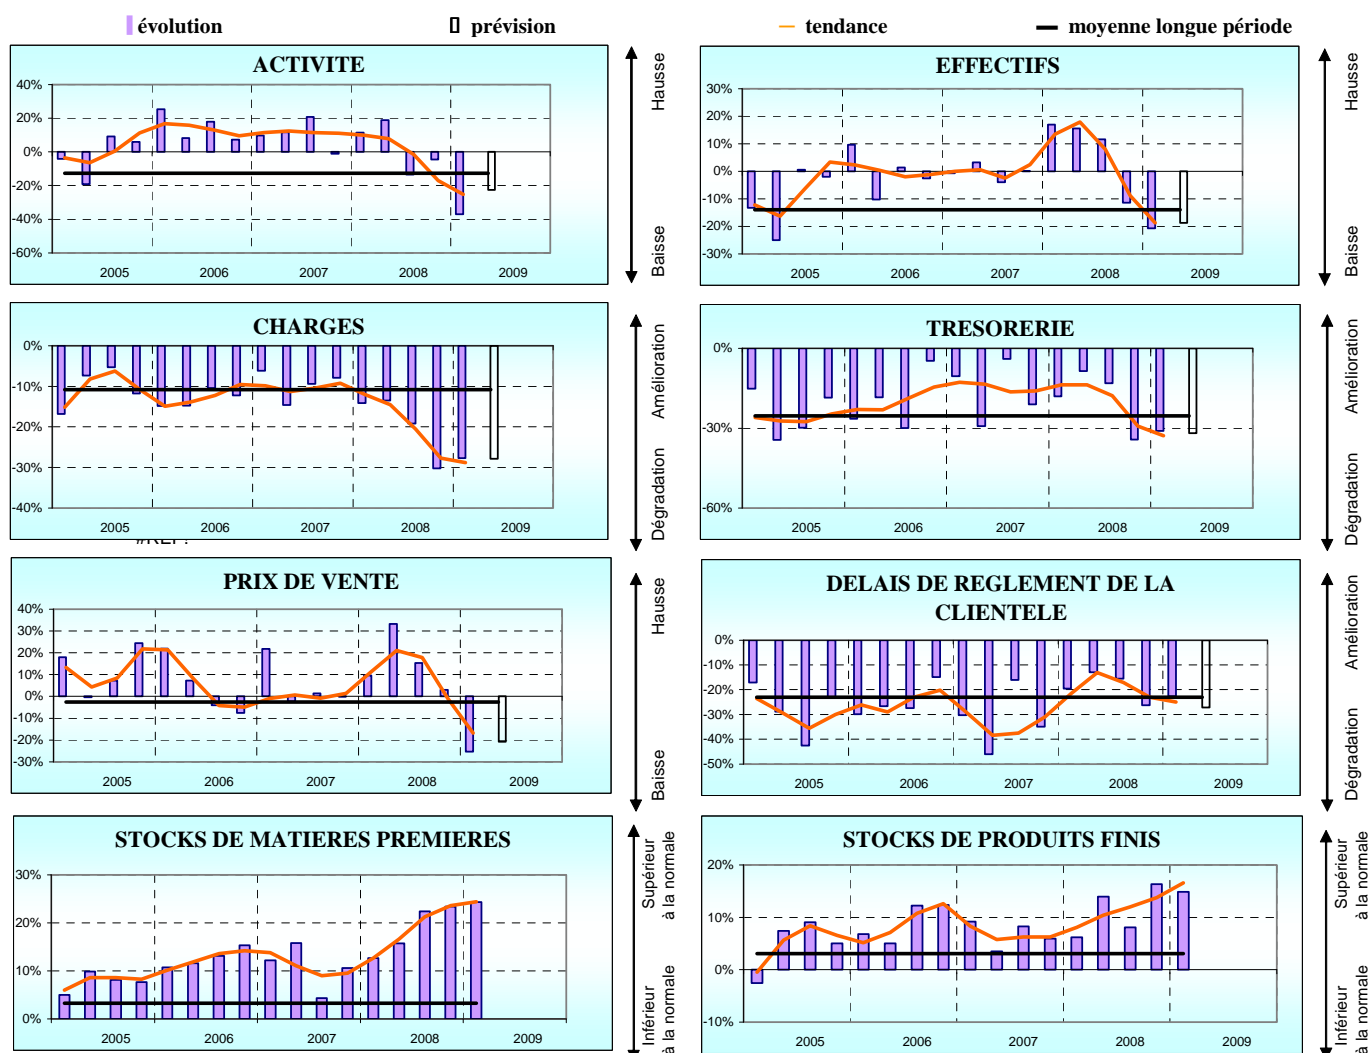 évolution prévision tendance moyenne longue période
ACTIVITE
40%
20%
0%
-20%
-40%
-60%
2005 2006 2007 2008 2009
Hausse
Baisse
EFFECTIFS
30%
20%
10%
0%
-10%
-20%
-30%
2005 2006 2007 2008 2009
Hausse
Baisse
CHARGES
0%
-10%
-20%
-30%
-40%
2005 2006 2007 2008 2009
Amélioration
Dégradation
TRESORERIE
0%
-30%
-60%
2005 2006 2007 2008 2009
Amélioration
Dégradation
PRIX DE VENTE
40%
30%
20%
10%
0%
-10%
-20%
-30%
2005 2006 2007 2008 2009
Hausse
Baisse
DELAIS DE REGLEMENT DE LA
CLIENTELE
0%
-10%
-20%
-30%
-40%
-50%
2005 2006 2007 2008 2009
Amélioration
Dégradation
STOCKS DE MATIERES PREMIERES
30%
20%
10%
0%
2005 2006 2007 2008 2009
Supérieur
à la normale
Inférieur
à la normale
STOCKS DE PRODUITS FINIS
20%
10%
0%
-10%
2005 2006 2007 2008 2009
Supérieur
à la normale
Inférieur
à la normale